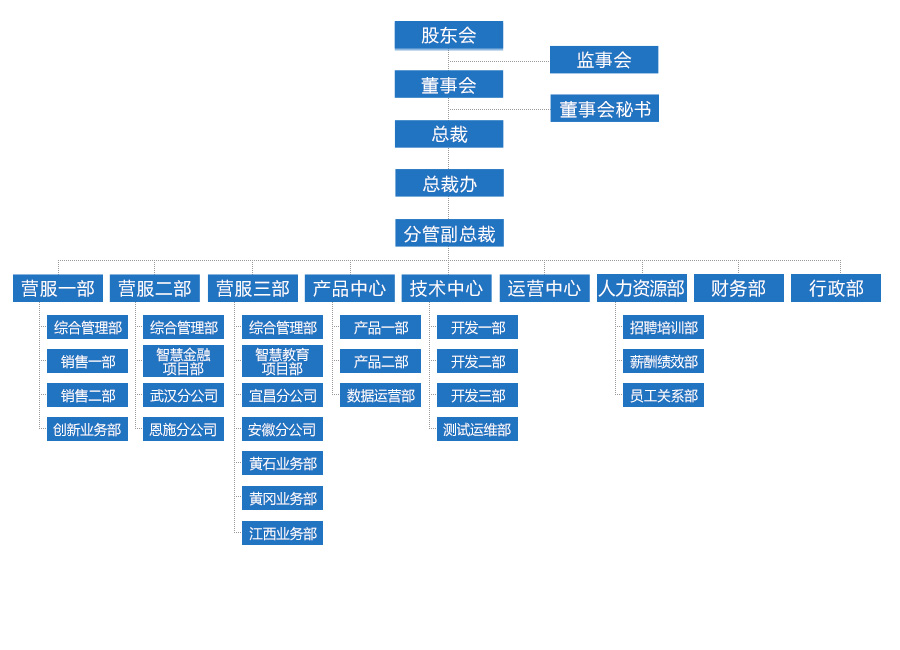 股东会
监事会
董事会
董事会秘书
总裁
总裁办
分管副总裁
营服一部
综合管理部
销售一部
销售二部
创新业务部
营服二部
综合管理部
智慧金融
项目部
武汉分公司
恩施分公司
营服三部
综合管理部
智慧教育
项目部
宜昌分公司
安徽分公司
黄石业务部
黄冈业务部
江西业务部
产品中心
产品一部
产品二部
数据运营部
技术中心
开发一部
开发二部
开发三部
测试运维部
运营中心
人力资源部
招聘培训部
薪酬绩效部
员工关系部
财务部
行政部